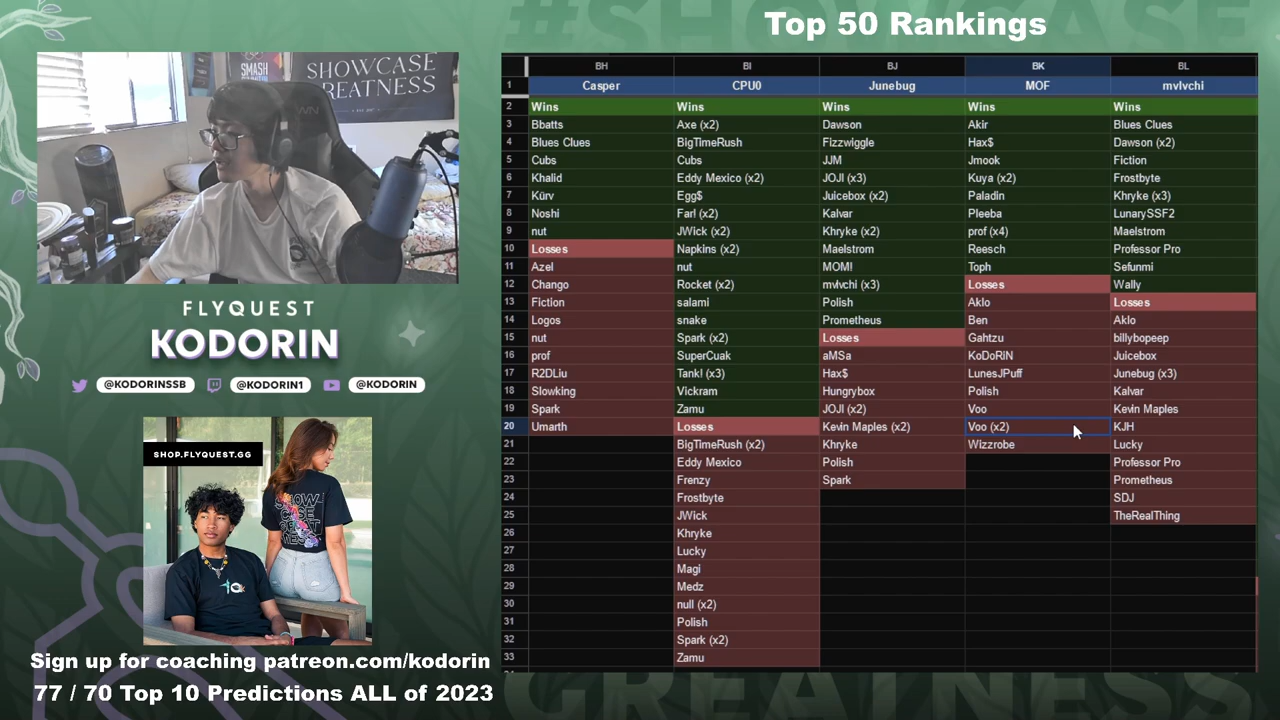 #SHOWCASE
Top 50 Rankings
SMASH
SHOWCASE
GREATNESS
FLYQUEST
KODORIN
@KODORINSSB @KODORIN1 @KODORIN
SHOP.FLYQUEST.GG
Sign up for coaching patreon.com/kodorin
77 / 70 Top 10 Predictions ALL of 2023
BH BI BJ BK BL
1 Casper CPU0 Junebug MOF mvlvchi
2 Wins Wins Wins Wins Wins
3 Bbatts Axe (x2) Dawson Akir Blues Clues
4 Blues Clues BigTimeRush Fizzwiggle Hax$ Dawson (x2)
5 Cubs Cubs JJM Jmook Fiction
6 Khalid Eddy Mexico (x2) JOJI (x3) Kuya (x2) Frostbyte
7 Kürv Egg$ Juicebox (x2) Paladin Khryke (x3)
8 Noshi Far! (x2) Kalvar Pleeba LunarySSF2
9 nut JWick (x2) Khryke (x2) prof (x4) Maelstrom
10 Losses Napkins (x2) Maelstrom Reesch Professor Pro
11 Azel nut MOM! Toph Sefunmi
12 Chango Rocket (x2) mvlvchi (x3) Losses Wally
13 Fiction salami Polish Aklo Losses
14 Logos snake Prometheus Ben Aklo
15 nut Spark (x2) Losses Gahtzu billybopeep
16 prof SuperCuak aMSa KoDoRiN Juicebox
17 R2DLiu Tank! (x3) Hax$ LunesJPuff Junebug (x3)
18 Slowking Vickram Hungrybox Polish Kalvar
19 Spark Zamu JOJI (x2) Voo Kevin Maples
20 Umarth Losses Kevin Maples (x2) Voo (x2) KJH
21 BigTimeRush (x2) Khryke Wizzrobe Lucky
22 Eddy Mexico Polish Professor Pro
23 Frenzy Spark Prometheus
24 Frostbyte SDJ
25 JWick TheRealThing
26 Khryke
27 Lucky
28 Magi
29 Medz
30 null (x2)
31 Polish
32 Spark (x2)
33 Zamu
GREATNESS